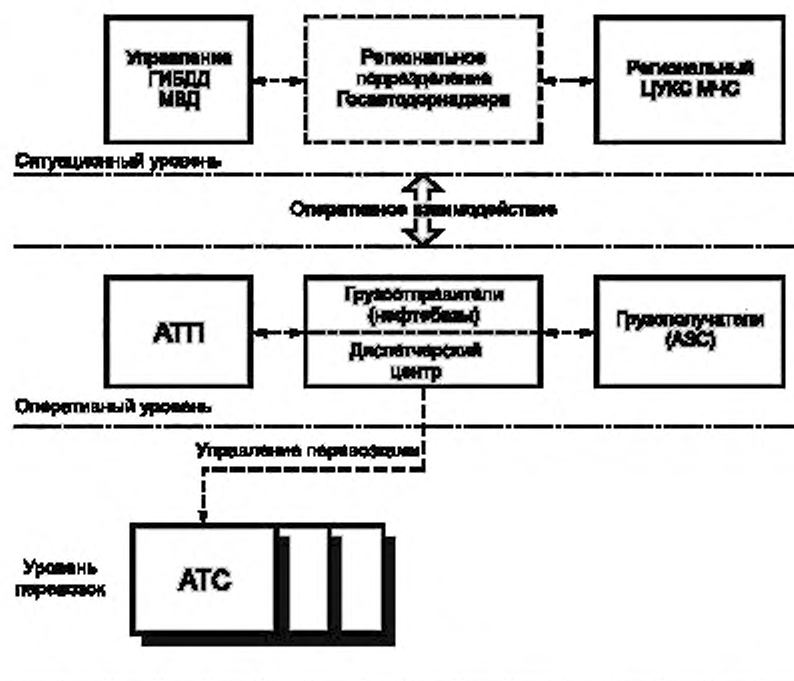 Управление
ГИБДД
МВД
Региональное
подразделение
Госавтодорнадзора
Региональный
ЦУКС МЧС
Ситуационный уровень
Оперативное взаимодействие
АТП
Грузоотправители
(нефтебазы)
Диспетчерский
центр
Грузополучатели
(АЗС)
Оперативный уровень
Управление перевозками
Уровень
перевозок
АТС